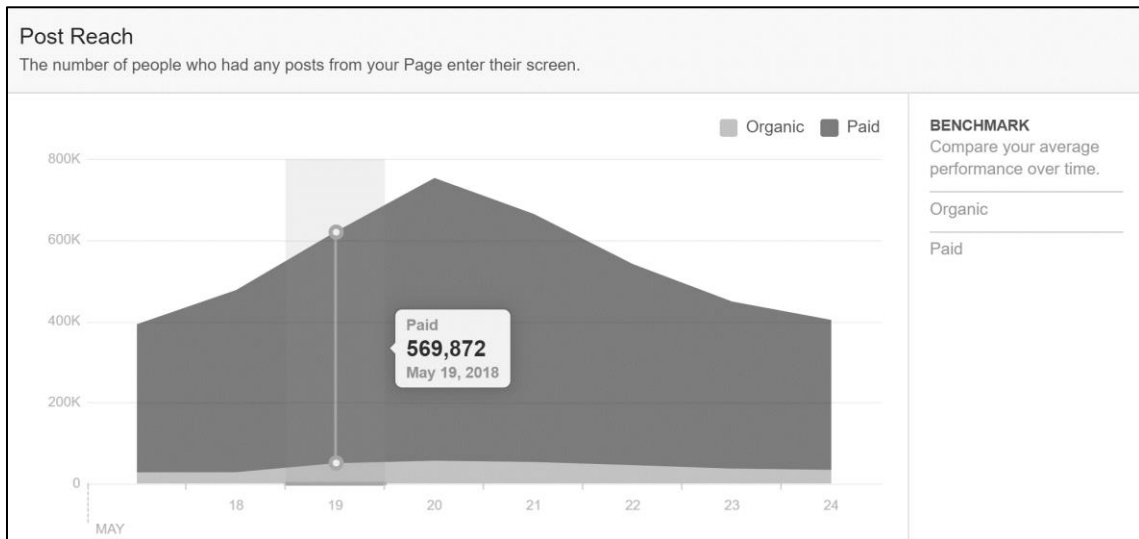 Post Reach
The number of people who had any posts from your Page enter their screen.
Organic Paid
800K
600K
400K
200K
0
Paid
569,872
May 19, 2018
18 19 20 21 22 23 24
MAY
BENCHMARK
Compare your average
performance over time.
Organic
Paid